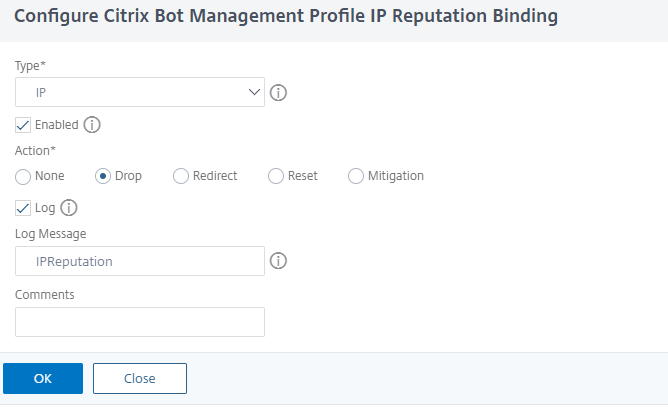 Configure Citrix Bot Management Profile IP Reputation Binding
Type*
IP
Enabled
Action*
None Drop Redirect Reset Mitigation
Log
Log Message
IPReputation
Comments
OK Close